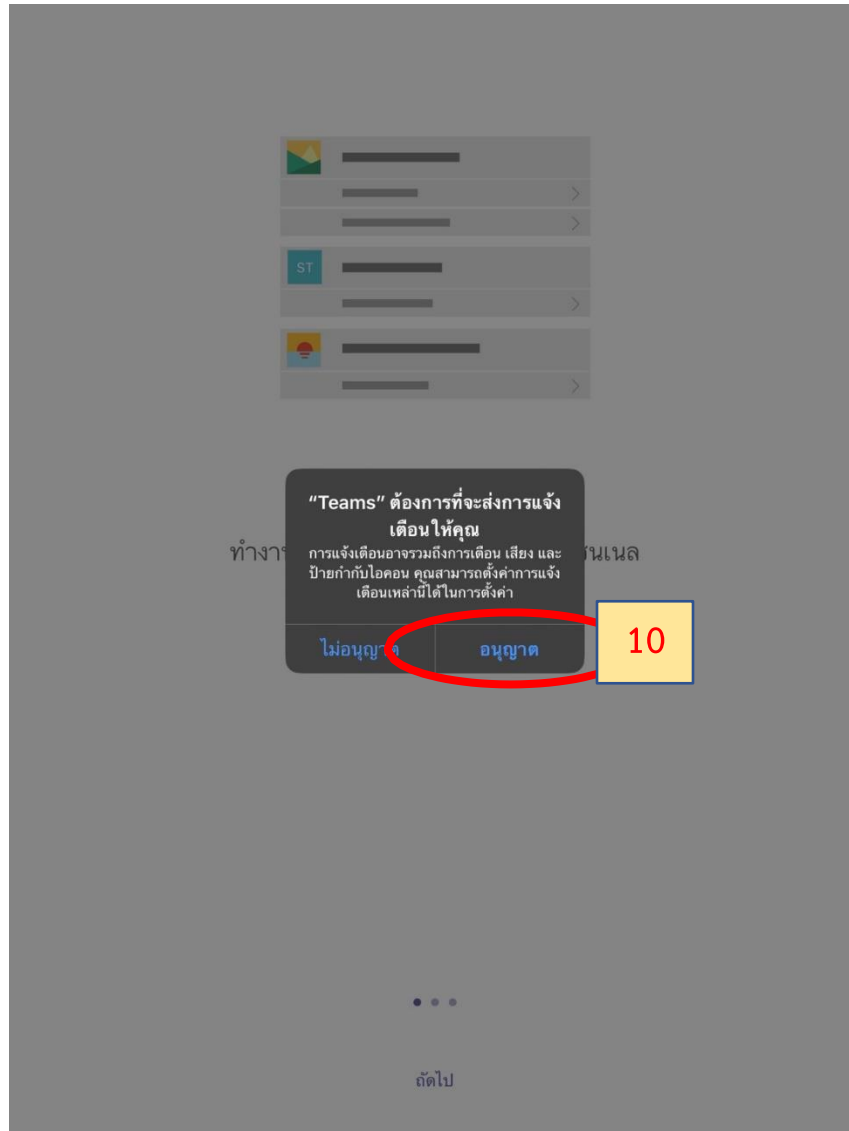 ST
“Teams” ต้องการที่จะส่งการแจ้ง
เตือนให้คุณ
การแจ้งเตือนอาจรวมถึงการเตือน เสียง และ
ป้ายกำกับไอคอน คุณสามารถตั้งค่าการแจ้ง
เตือนเหล่านี้ได้ในการตั้งค่า
ไม่อนุญาต อนุญาต
10
ถัดไป